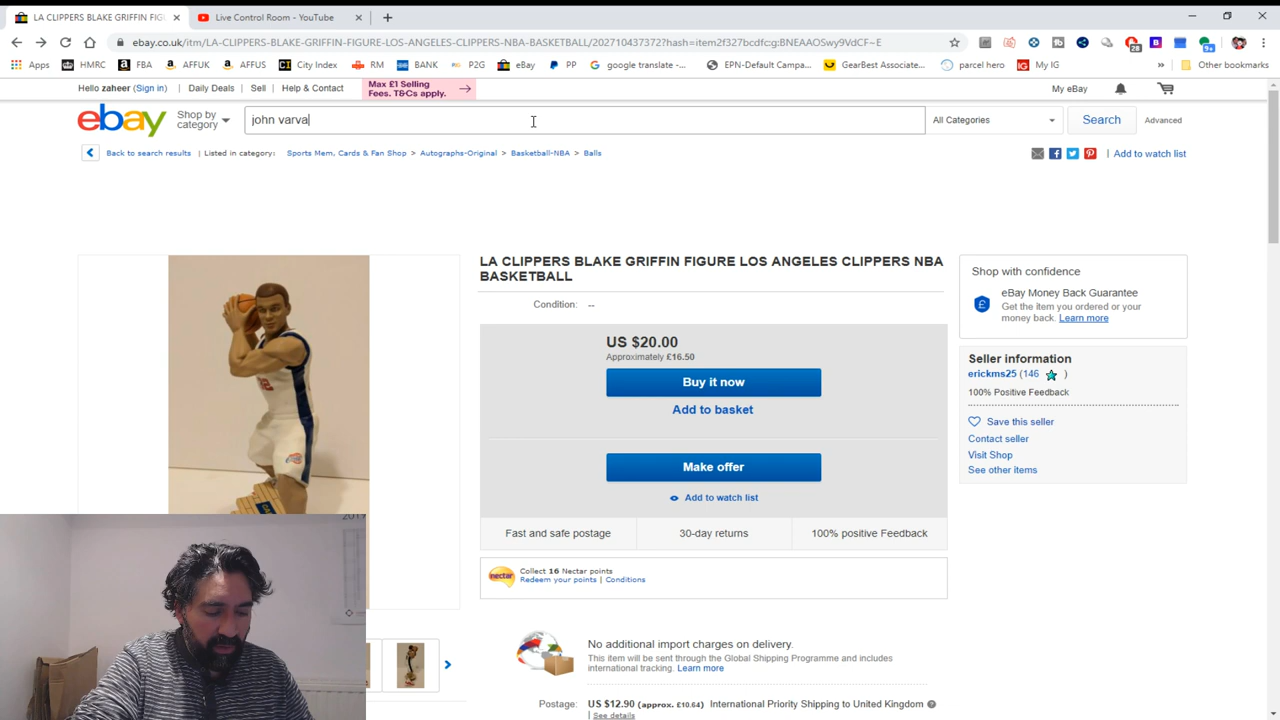 LA CLIPPERS BLAKE GRIFFIN FIG
Live Control Room - YouTube
ebay.co.uk/itm/LA-CLIPPERS-BLAKE-GRIFFIN-FIGURE-LOS-ANGELES-CLIPPERS-NBA-BASKETBALL/202710437372?hash=item2f327bcdfc:g:BNEAAOSwy9VdCF~E
28
9+
Apps HMRC FBA AFFUK AFFUS City Index RM BANK P2G eBay PP google translate -... EPN-Default Campa... GearBest Associate... parcel hero My IG » Other bookmarks
Hello zaheer (Sign in) Daily Deals Sell Help & Contact
Max £1 Selling
Fees. T&Cs apply.
My eBay
ebay
Shop by
category
john varva
All Categories
Search
Advanced
Back to search results | Listed in category: Sports Mem, Cards & Fan Shop > Autographs-Original > Basketball-NBA > Balls
| Add to watch list
LA CLIPPERS BLAKE GRIFFIN FIGURE LOS ANGELES CLIPPERS NBA
BASKETBALL
Condition: --
US $20.00
Approximately £16.50
Buy it now
Add to basket
Make offer
Add to watch list
Fast and safe postage
30-day returns
100% positive Feedback
nectar
Collect 16 Nectar points
Redeem your points | Conditions
No additional import charges on delivery.
This item will be sent through the Global Shipping Programme and includes
international tracking. Learn more
Postage: US $12.90 (approx. £10.64) International Priority Shipping to United Kingdom
| See details
Shop with confidence
eBay Money Back Guarantee
Get the item you ordered or your
money back. Learn more
Seller information
erickms25 (146 )
100% Positive Feedback
Save this seller
Contact seller
Visit Shop
See other items